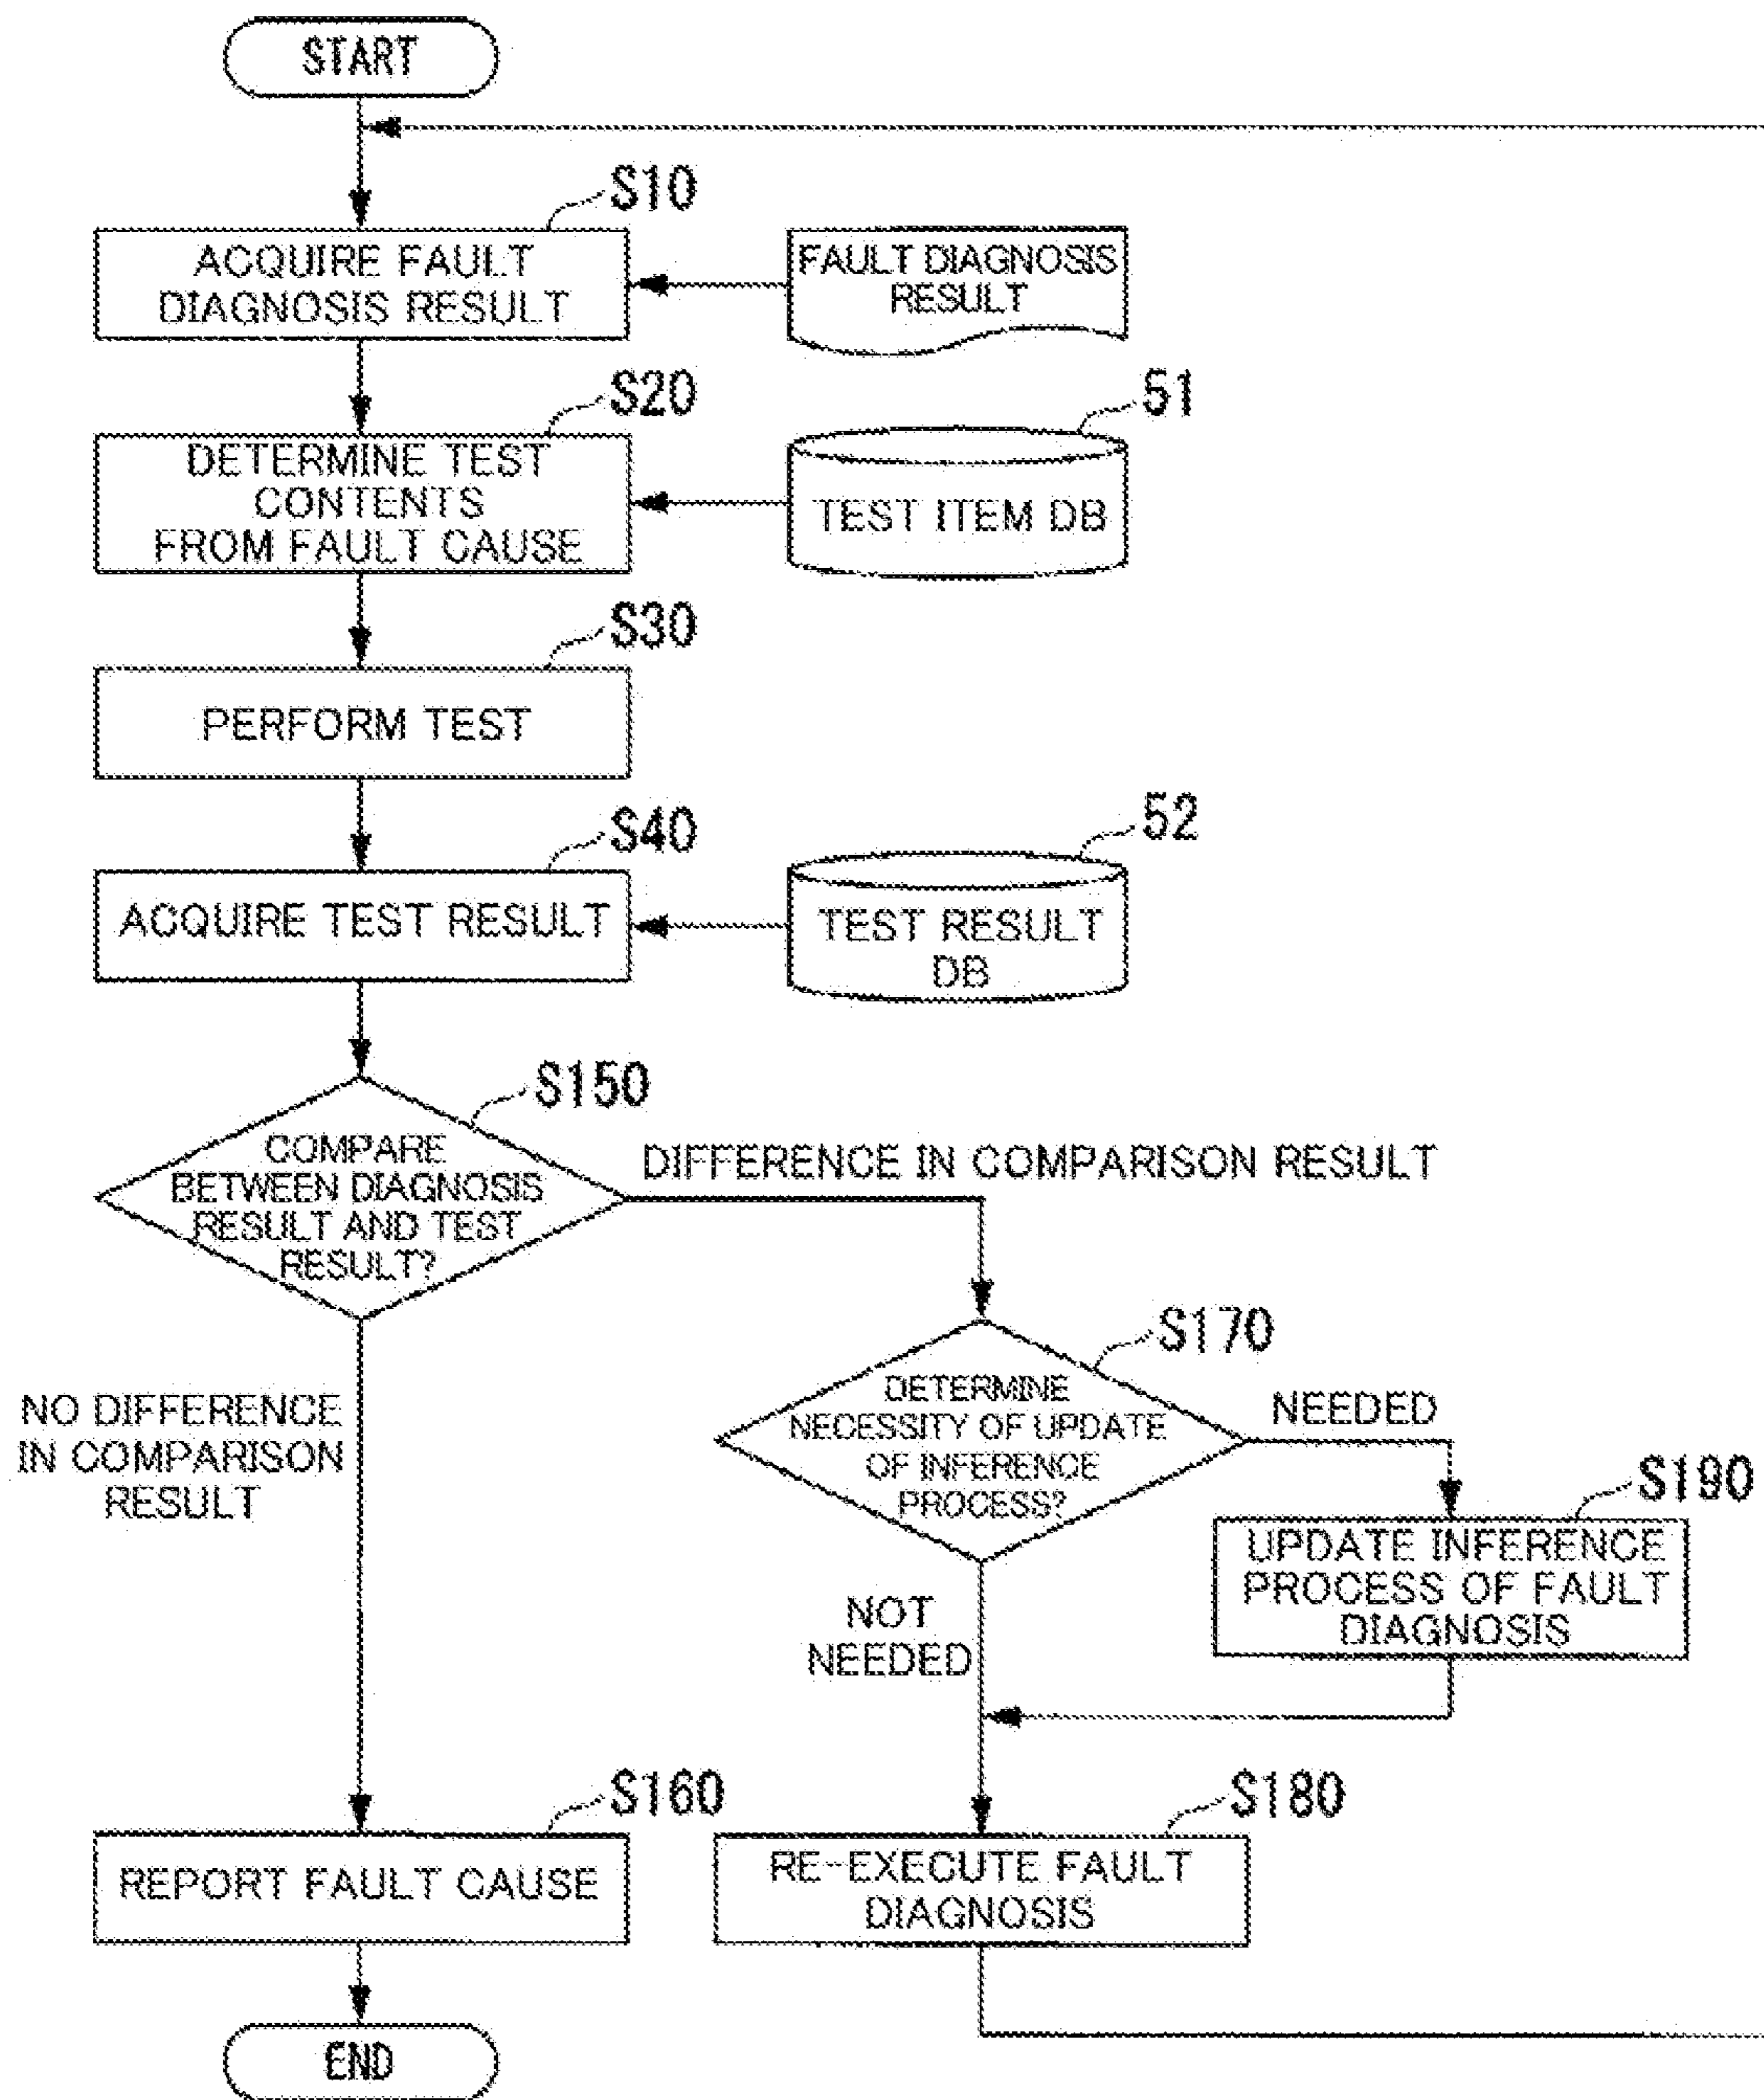 START
S10
ACQUIRE FAULT
DIAGNOSIS RESULT
FAULT DIAGNOSIS
RESULT
S20
DETERMINE TEST
CONTENTS
FROM FAULT CAUSE
51
TEST ITEM DB
S30
PERFORM TEST
S40
ACQUIRE TEST RESULT
52
TEST RESULT
DB
S150
COMPARE
BETWEEN DIAGNOSIS
RESULT AND TEST
RESULT?
DIFFERENCE IN COMPARISON RESULT
NO DIFFERENCE
IN COMPARISON
RESULT
S170
DETERMINE
NECESSITY OF UPDATE
OF INFERENCE
PROCESS?
NEEDED
S190
UPDATE INFERENCE
PROCESS OF FAULT
DIAGNOSIS
NOT
NEEDED
S160
REPORT FAULT CAUSE
S180
RE-EXECUTE FAULT
DIAGNOSIS
END